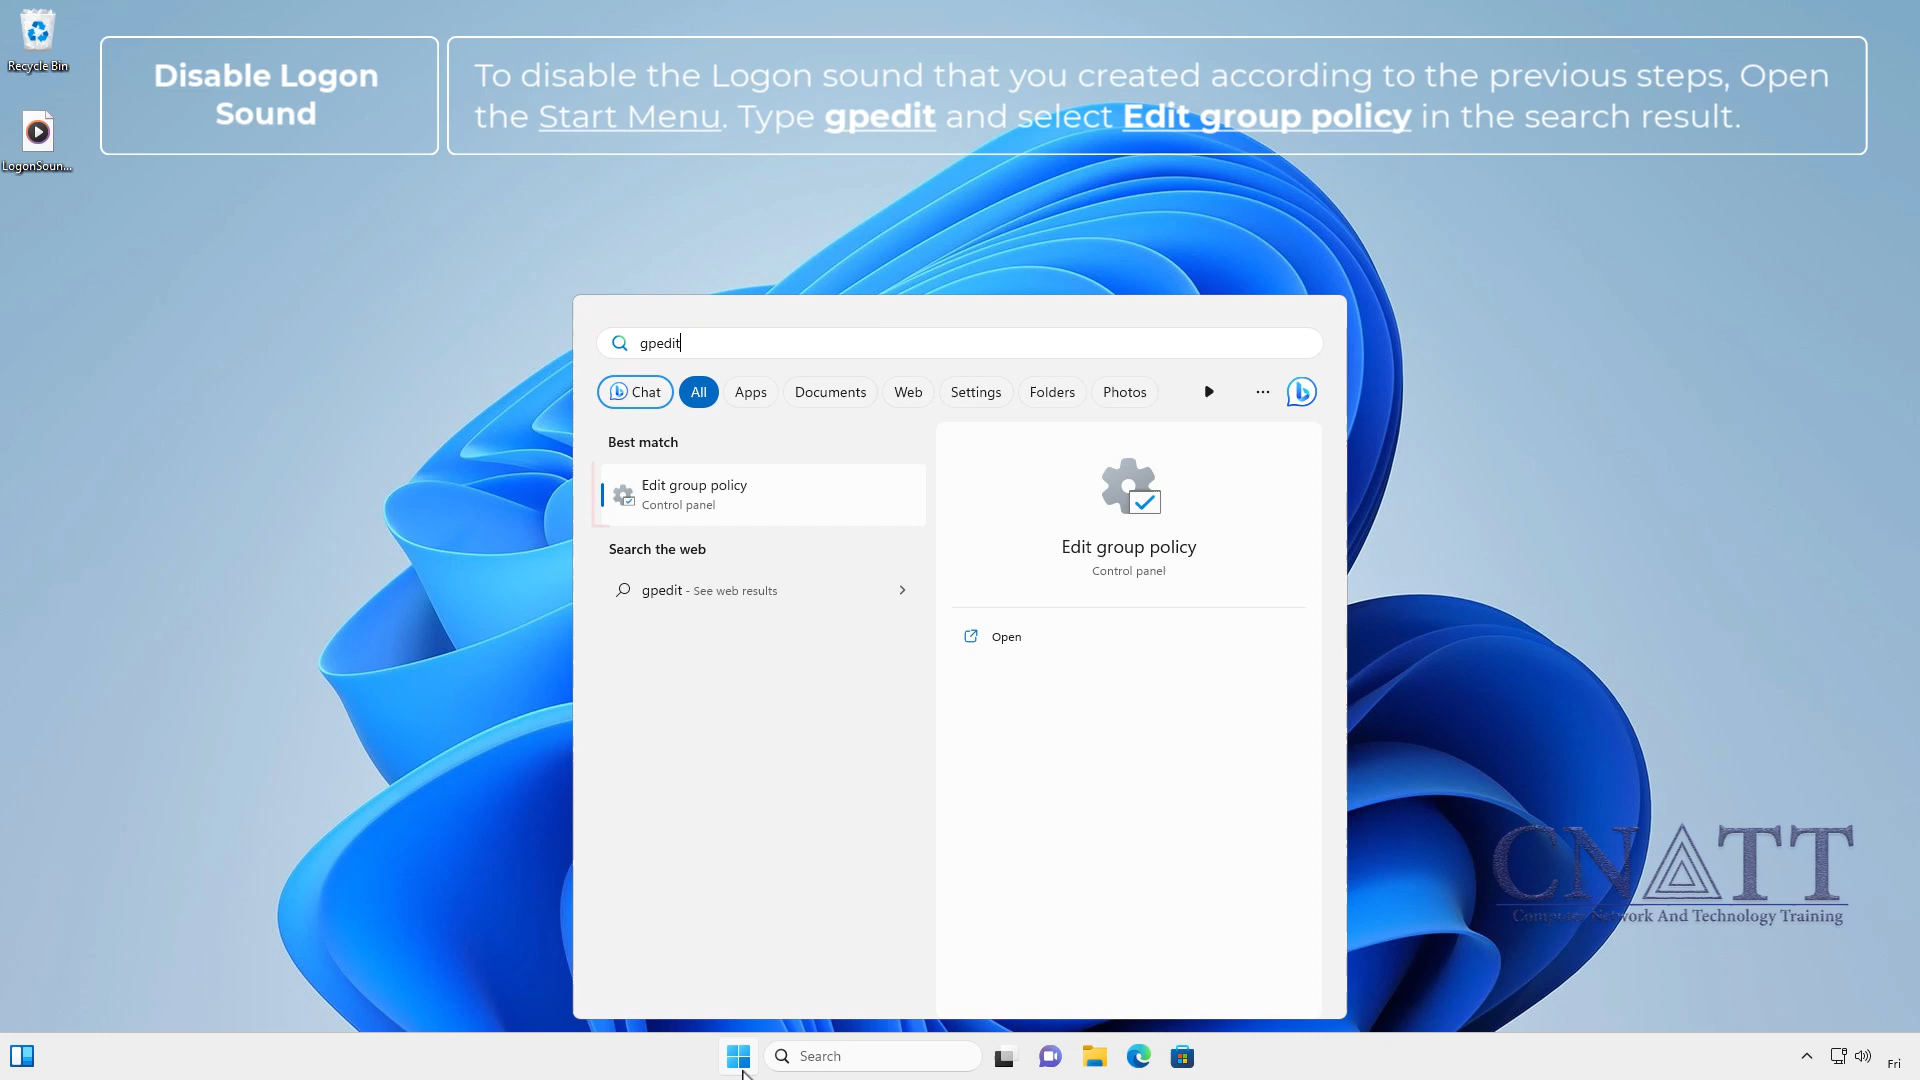 Recycle Bin
LogonSoun...
Disable Logon
Sound
To disable the Logon sound that you created according to the previous steps, Open
the Start Menu. Type gpedit and select Edit group policy in the search result.
gpedit
Chat
All
Apps
Documents
Web
Settings
Folders
Photos
Best match
Edit group policy
Control panel
Search the web
gpedit - See web results
Edit group policy
Control panel
Open
CNATT
Computer Network And Technology Training
Search
Fri